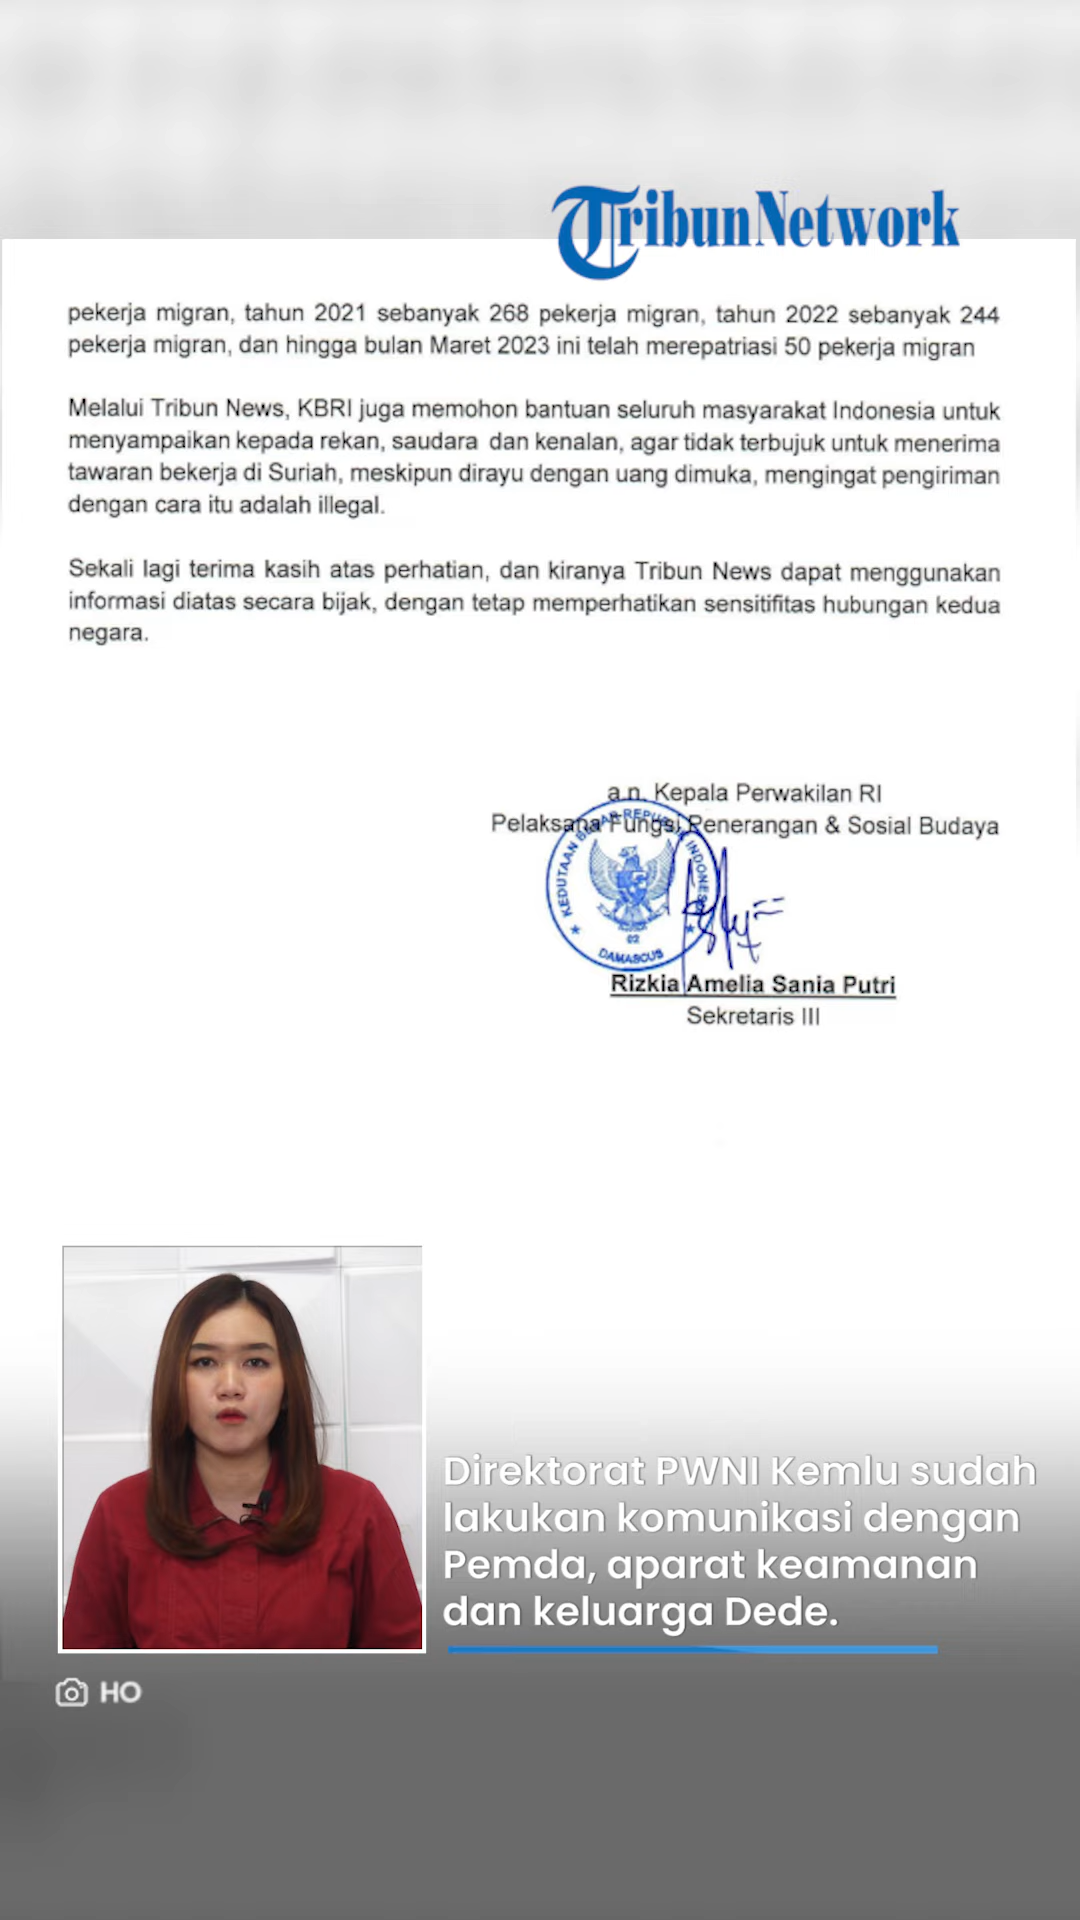 TribunNetwork
pekerja migran, tahun 2021 sebanyak 268 pekerja migran, tahun 2022 sebanyak 244
pekerja migran, dan hingga bulan Maret 2023 ini telah merepatriasi 50 pekerja migran
Melalui Tribun News, KBRI juga memohon bantuan seluruh masyarakat Indonesia untuk
menyampaikan kepada rekan, saudara dan kenalan, agar tidak terbujuk untuk menerima
tawaran bekerja di Suriah, meskipun dirayu dengan uang dimuka, mengingat pengiriman
dengan cara itu adalah illegal.
Sekali lagi terima kasih atas perhatian, dan kiranya Tribun News dapat menggunakan
informasi diatas secara bijak, dengan tetap memperhatikan sensitifitas hubungan kedua
negara.
a.n. Kepala Perwakilan RI
Pelaksana Fungsi Penerangan & Sosial Budaya
KEDUTAAN BESAR REPUBLIK INDONESIA
02
DAMASCUS
Rizkia Amelia Sania Putri
Sekretaris III
Direktorat PWNI Kemlu sudah
lakukan komunikasi dengan
Pemda, aparat keamanan
dan keluarga Dede.
HO